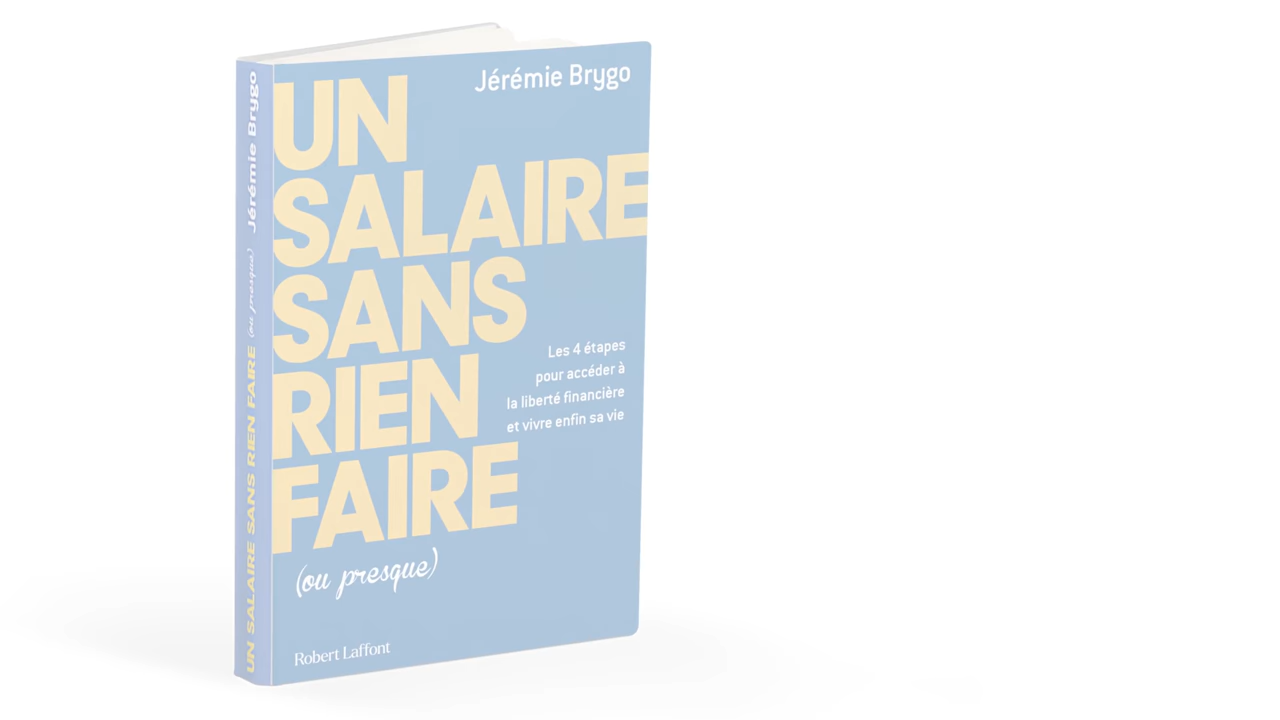 Jérémie Brygo
UN
SALAIRE
SANS
RIEN
FAIRE
(ou presque)
Les 4 étapes
pour accéder à
la liberté financière
et vivre enfin sa vie
Robert Laffont
UN SALAIRE SANS RIEN FAIRE (ou presque) Jérémie Brygo